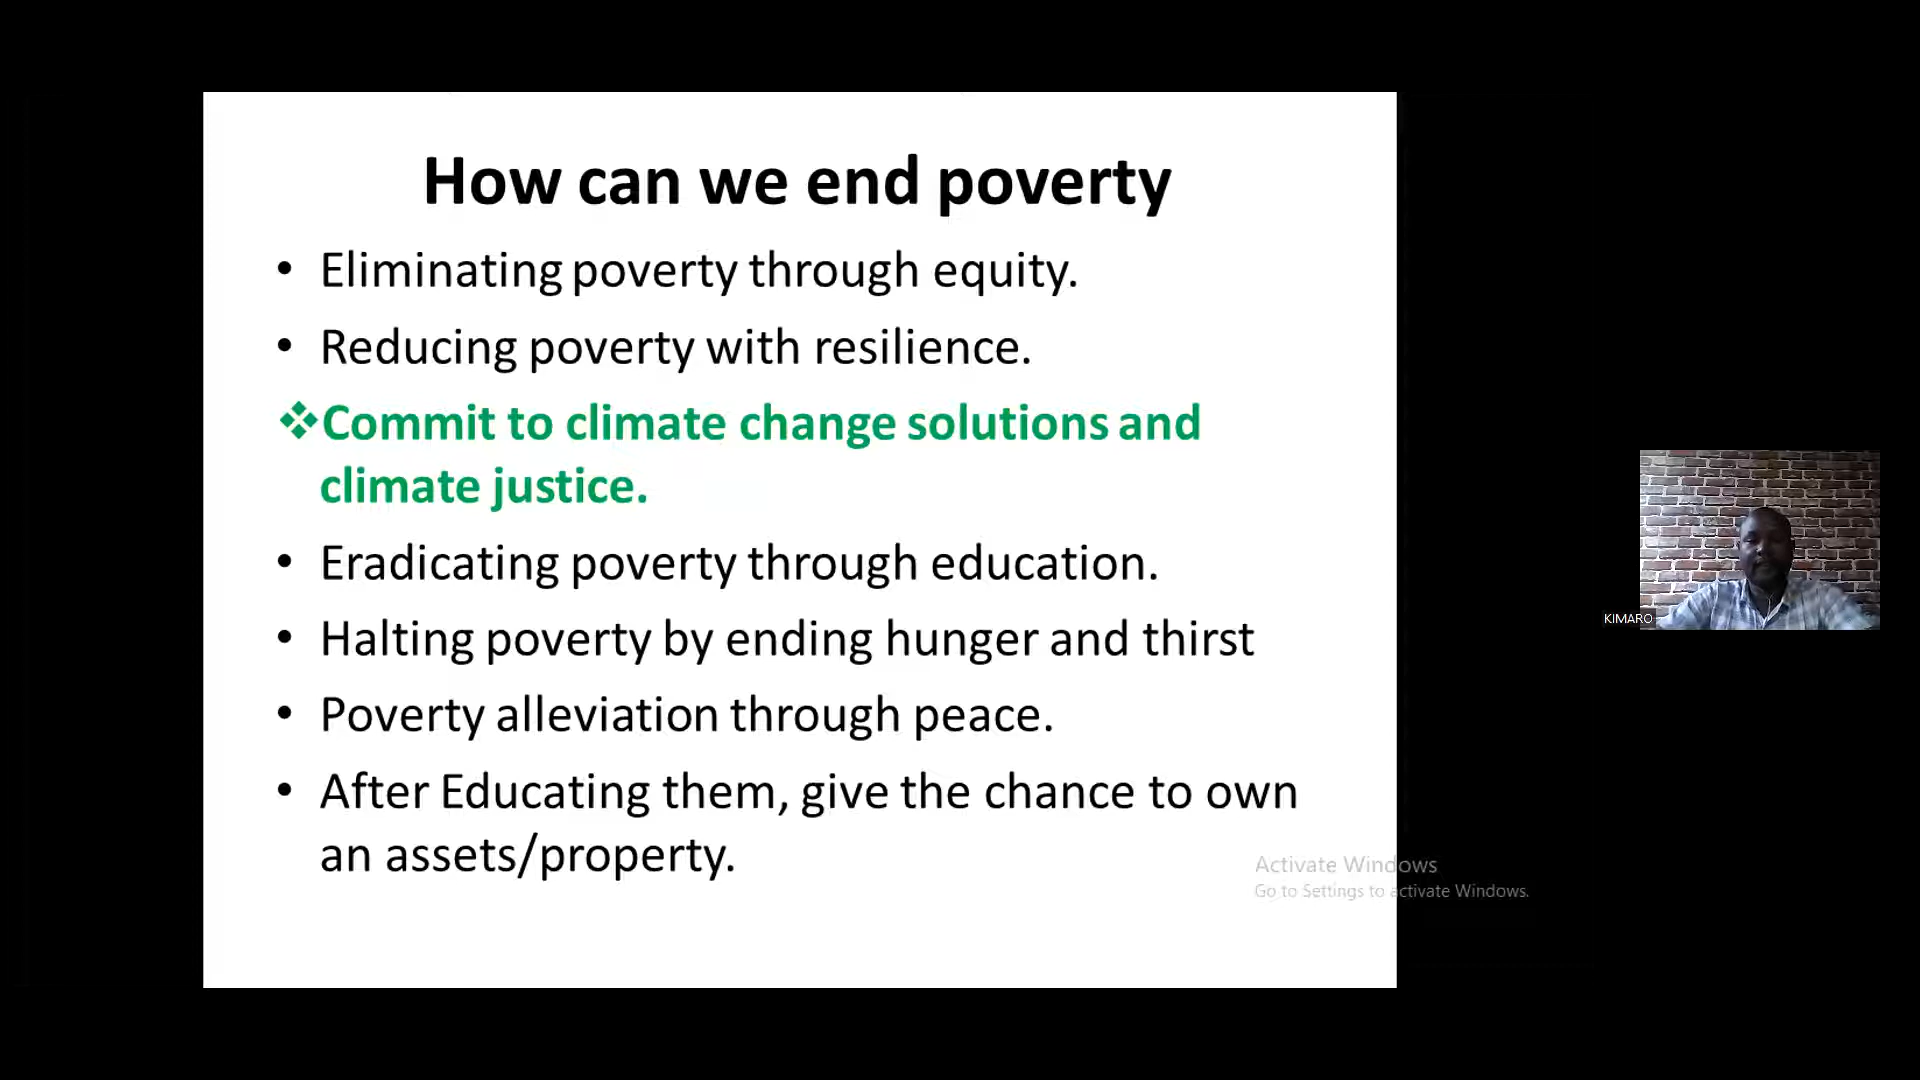 How can we end poverty
• Eliminating poverty through equity.
• Reducing poverty with resilience.
❖Commit to climate change solutions and
climate justice.
• Eradicating poverty through education.
• Halting poverty by ending hunger and thirst
• Poverty alleviation through peace.
• After Educating them, give the chance to own
an assets/property.
Activate Windows
Go to Settings to activate Windows.
KIMARO